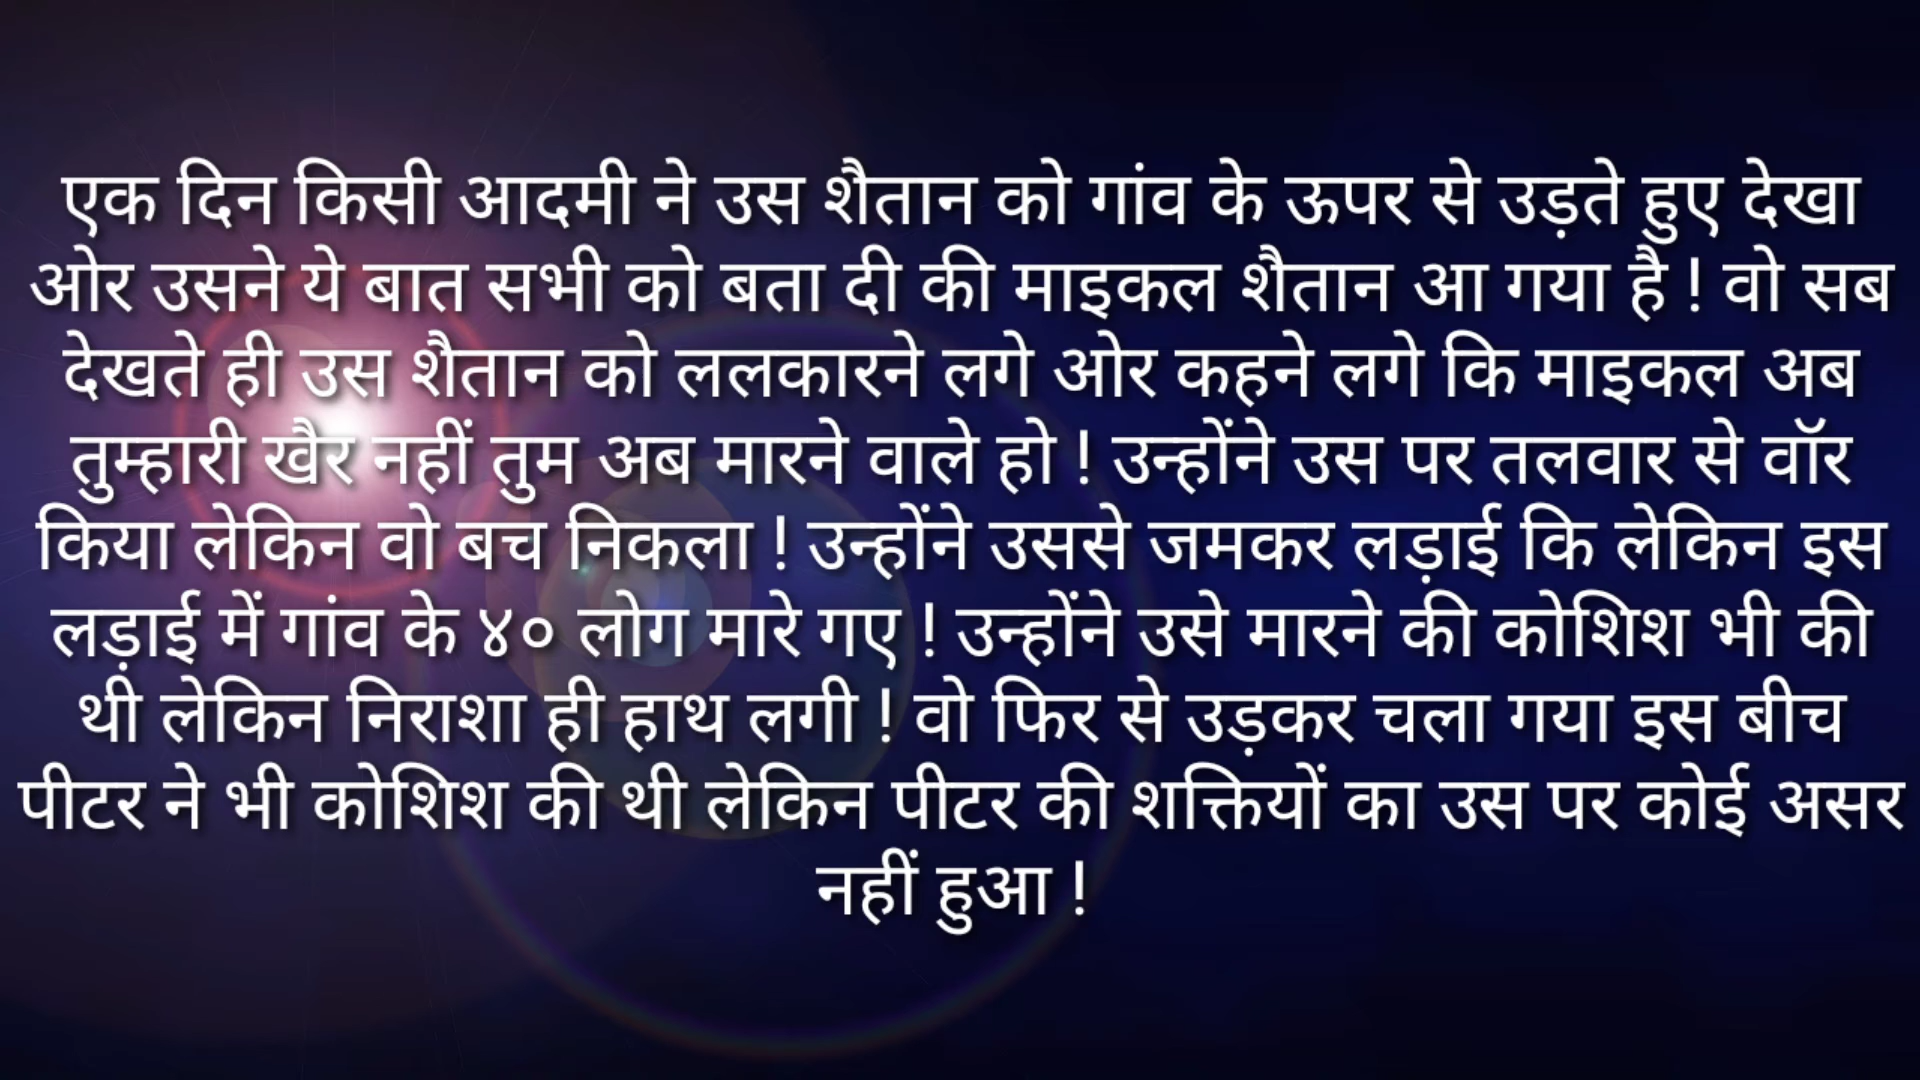 एक दिन किसी आदमी ने उस शैतान को गांव के ऊपर से उड़ते हुए देखा
ओर उसने ये बात सभी को बता दी की माइकल शैतान आ गया है ! वो सब
देखते ही उस शैतान को ललकारने लगे ओर कहने लगे कि माइकल अब
तुम्हारी खैर नहीं तुम अब मारने वाले हो ! उन्होंने उस पर तलवार से वॉर
किया लेकिन वो बच निकला ! उन्होंने उससे जमकर लड़ाई कि लेकिन इस
लड़ाई में गांव के ४० लोग मारे गए ! उन्होंने उसे मारने की कोशिश भी की
थी लेकिन निराशा ही हाथ लगी ! वो फिर से उड़कर चला गया इस बीच
पीटर ने भी कोशिश की थी लेकिन पीटर की शक्तियों का उस पर कोई असर
नहीं हुआ !